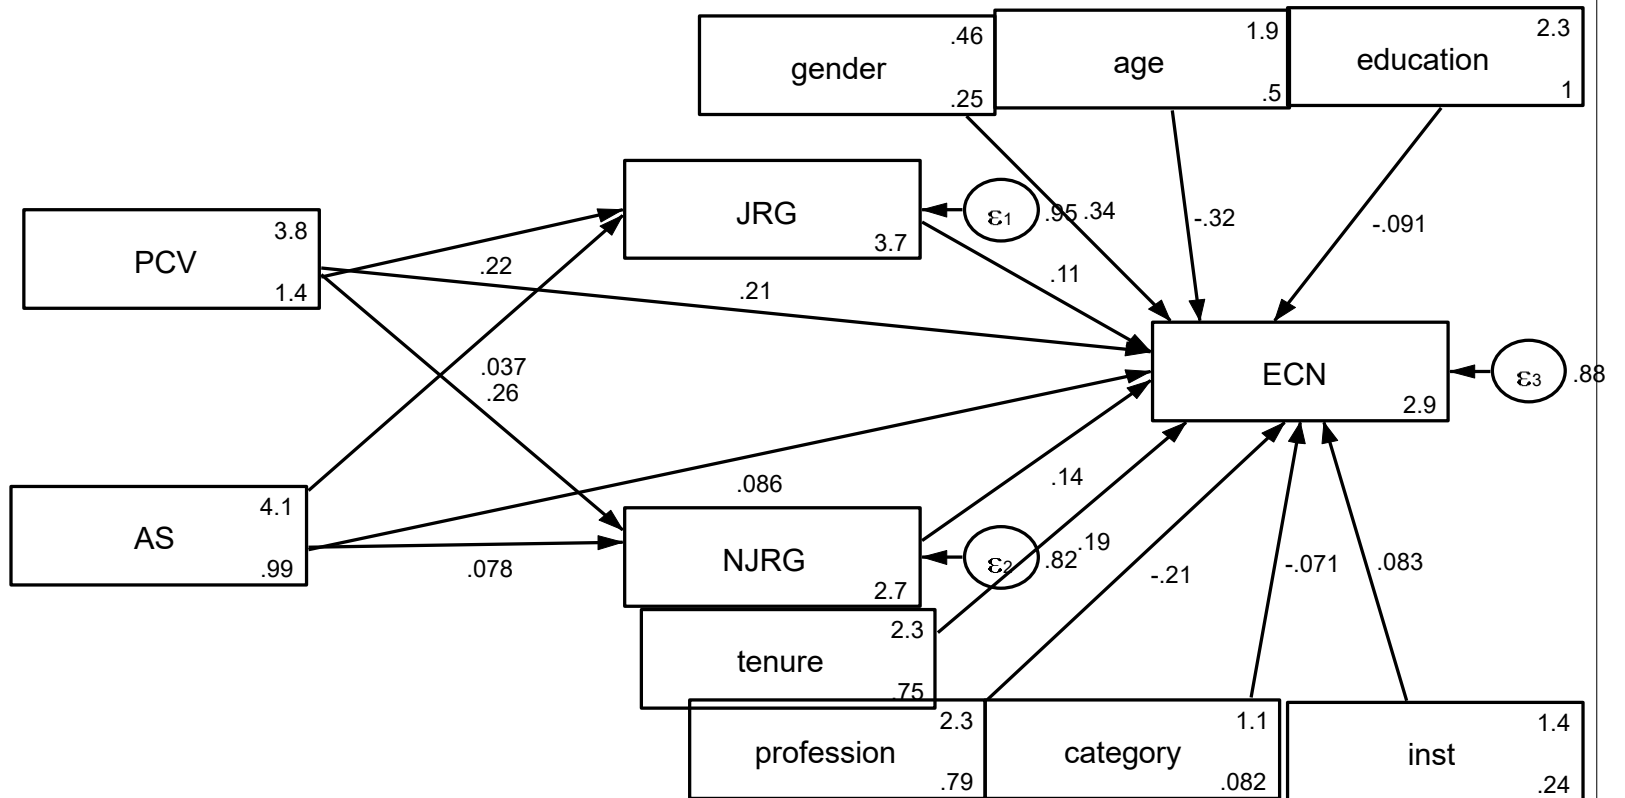 .46
gender
.25
1.9
age
.5
2.3
education
1
JRG
3.7
ε1
.95
.34
-.32
-.091
3.8
PCV
1.4
.22
.21
.11
.037
.26
ECN
2.9
ε3
.88
4.1
AS
.99
.086
.078
NJRG
2.7
ε2
.82
.14
.19
-.21
-.071
.083
2.3
tenure
.75
2.3
profession
.79
1.1
category
.082
1.4
inst
.24